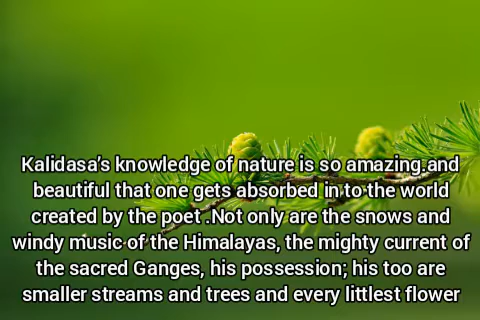 Kalidasa's knowledge of nature is so amazing.and
beautiful that one gets absorbed in to the world
created by the poet .Not only are the snows and
windy music of the Himalayas, the mighty current of
the sacred Ganges, his possession; his too are
smaller streams and trees and every littlest flower